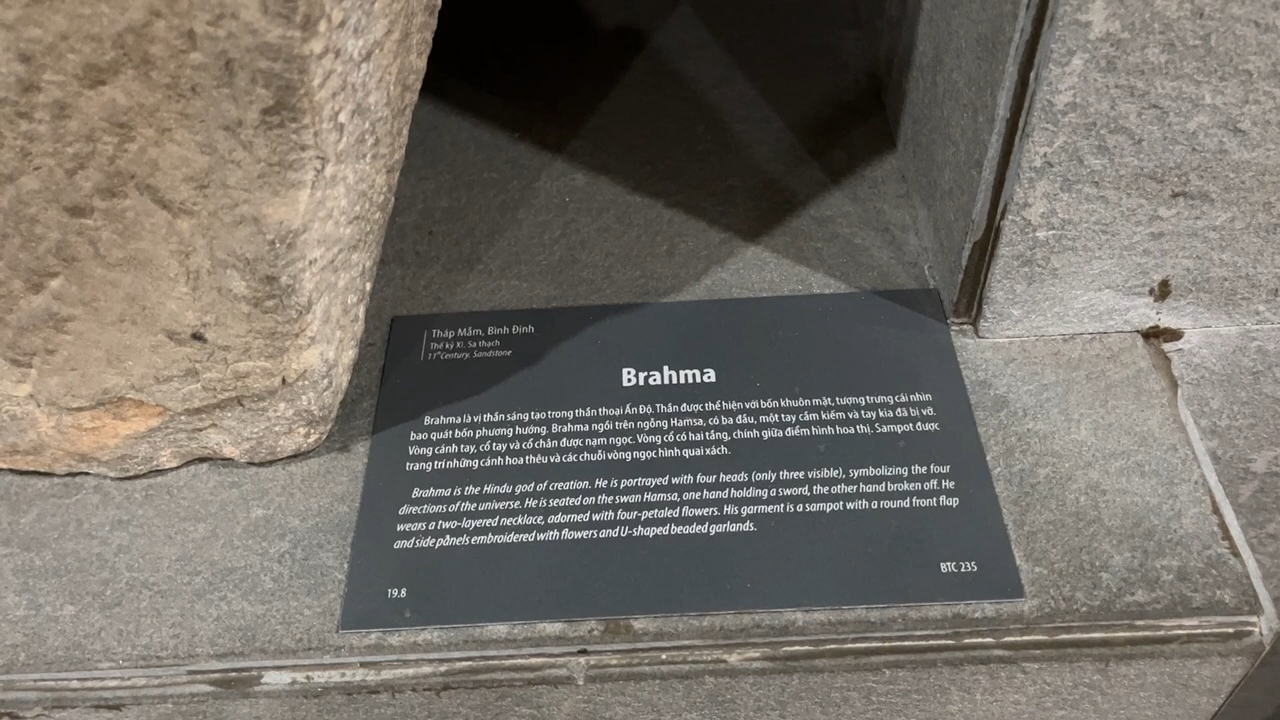 Tháp Mẫm, Bình Định
Thế kỷ XI. Sa thạch
11th Century. Sandstone
Brahma
Brahma là vị thần sáng tạo trong thần thoại Ấn Độ. Thần được thể hiện với bốn khuôn mặt, tượng trưng cái nhìn
bao quát bốn phương hướng. Brahma ngồi trên ngỗng Hamsa, có ba đầu, một tay cầm kiếm và tay kia đã bị vỡ.
Vòng cánh tay, cổ tay và cổ chân được nạm ngọc. Vòng cổ có hai tầng, chính giữa điểm hình hoa thị. Sampot được
trang trí những cánh hoa thêu và các chuỗi vòng ngọc hình quai xách.
Brahma is the Hindu god of creation. He is portrayed with four heads (only three visible), symbolizing the four
directions of the universe. He is seated on the swan Hamsa, one hand holding a sword, the other hand broken off. He
wears a two-layered necklace, adorned with four-petaled flowers. His garment is a sampot with a round front flap
and side panels embroidered with flowers and U-shaped beaded garlands.
19.8
BTC 235